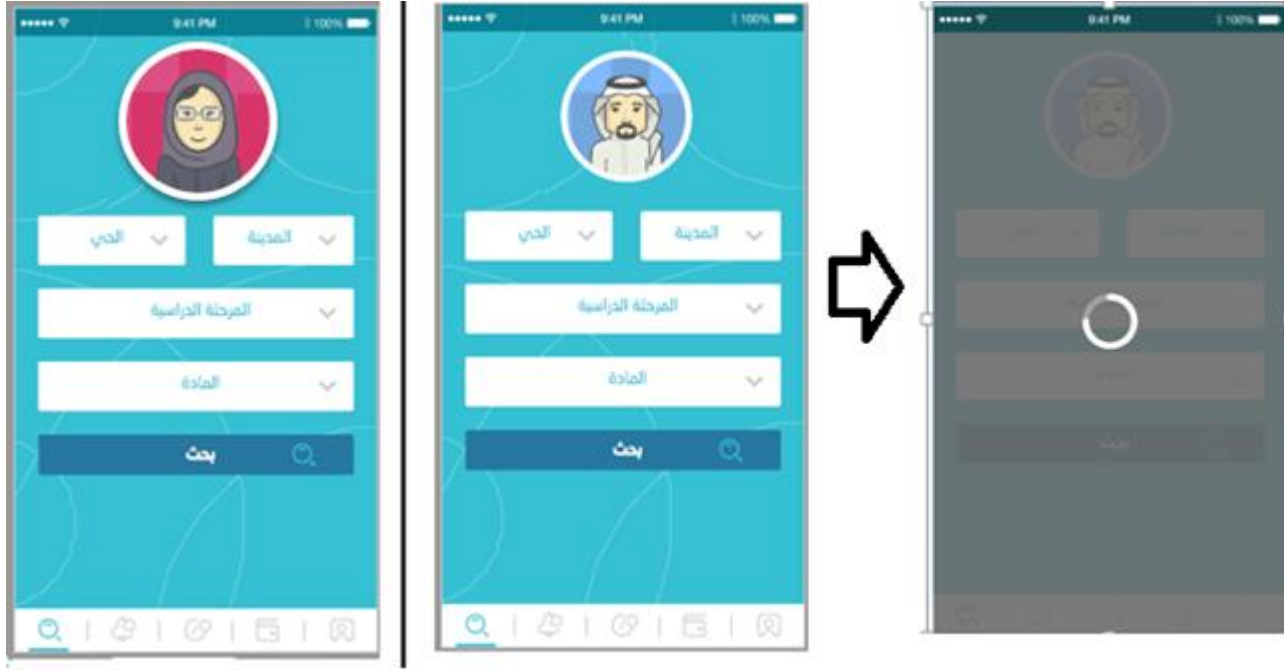 9:41 PM 100%
المدينة الحي
المرحلة الدراسية
المادة
بحث
9:41 PM 100%
المدينة الحي
المرحلة الدراسية
المادة
بحث
9:41 PM 100%